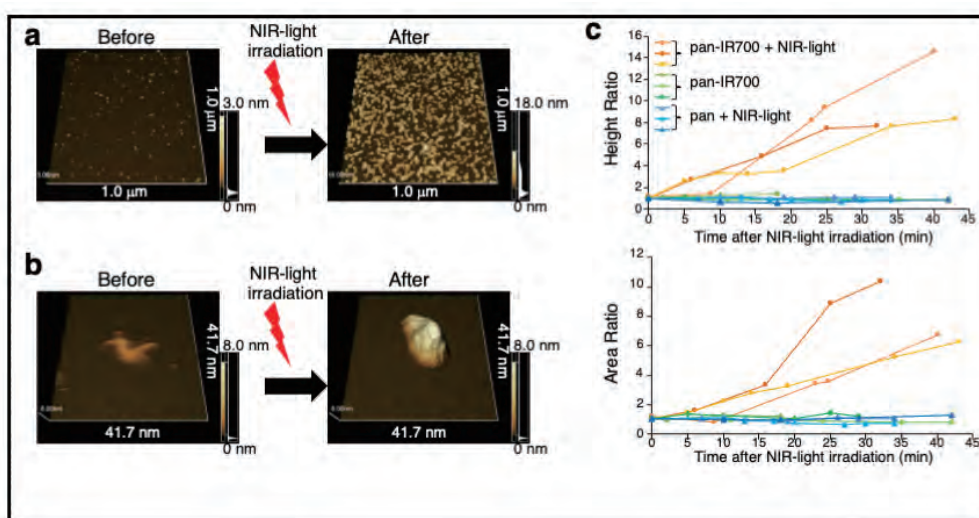 a
Before
NIR-light
irradiation
After
1.0 μm
3.0 nm
0 nm
1.0 μm
1.0 μm
18.0 nm
0 nm
1.0 μm
b
Before
NIR-light
irradiation
After
41.7 nm
8.0 nm
0 nm
41.7 nm
41.7 nm
8.0 nm
0 nm
41.7 nm
c
16
14
12
10
8
6
4
2
0
Height Ratio
pan-IR700 + NIR-light
pan-IR700
pan + NIR-light
0 5 10 15 20 25 30 35 40 45
Time after NIR-light irradiation (min)
12
10
8
6
4
2
0
Area Ratio
0 5 10 15 20 25 30 35 40 45
Time after NIR-light irradiation (min)